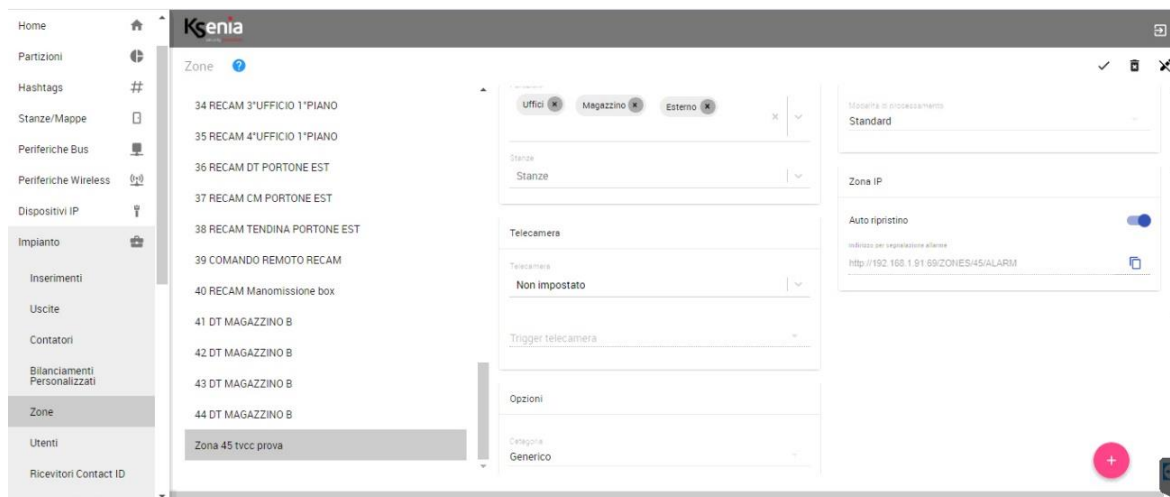 Home
Partizioni
Hashtags
Stanze/Mappe
Periferiche Bus
Periferiche Wireless
Dispositivi IP
Impianto
Inserimenti
Uscite
Contatori
Bilanciamenti
Personalizzati
Zone
Utenti
Ricevitori Contact ID
Ksenia
Zone ?
34 RECAM 3°UFFICIO 1°PIANO
35 RECAM 4°UFFICIO 1°PIANO
36 RECAM DT PORTONE EST
37 RECAM CM PORTONE EST
38 RECAM TENDINA PORTONE EST
39 COMANDO REMOTO RECAM
40 RECAM Manomissione box
41 DT MAGAZZINO B
42 DT MAGAZZINO B
43 DT MAGAZZINO B
44 DT MAGAZZINO B
Zona 45 tvcc prova
Uffici Magazzino Esterno
Stanze
Stanze
Telecamera
Telecamera
Non impostato
Trigger telecamera
Opzioni
Categoria
Generico
Modalità di processamento
Standard
Zona IP
Auto ripristino
Indirizzo per segnalazione allarme
http://192.168.1.91:69/ZONES/45/ALARM